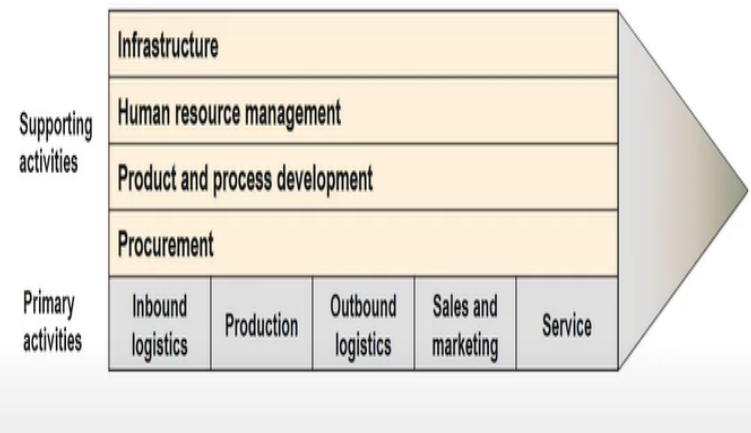 Infrastructure
Human resource management
Supporting
activities
Product and process development
Procurement
Primary
activities
Inbound
logistics
Production
Outbound
logistics
Sales and
marketing
Service